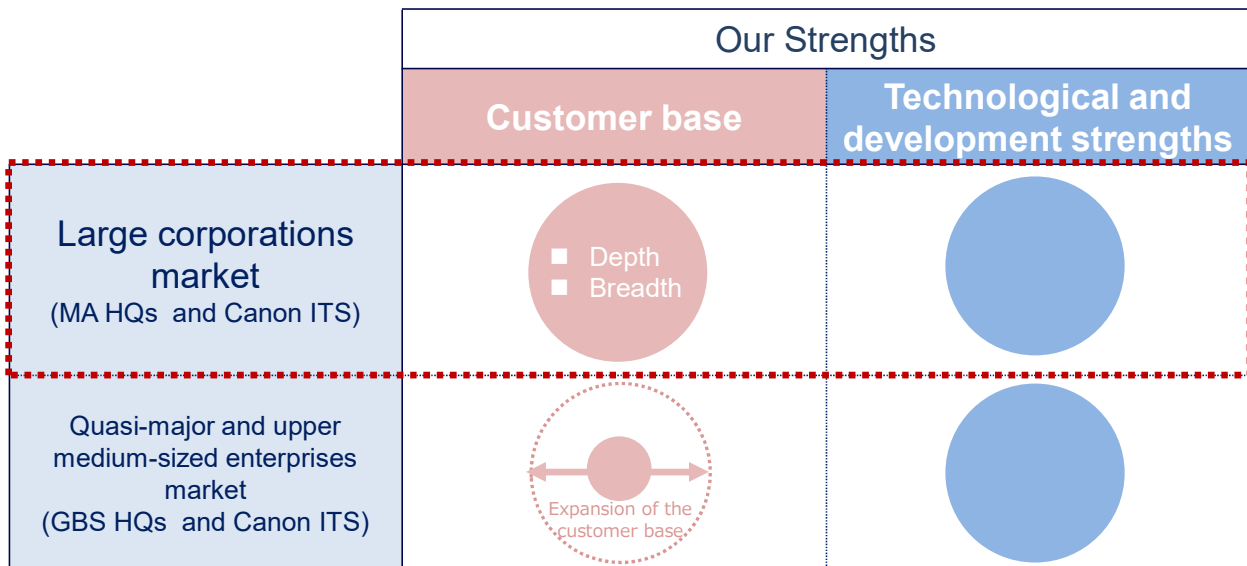 Our Strengths
Customer base
Technological and
development strengths
Large corporations
market
(MA HQs and Canon ITS)
■ Depth
■ Breadth
Quasi-major and upper
medium-sized enterprises
market
(GBS HQs and Canon ITS)
Expansion of the
customer base